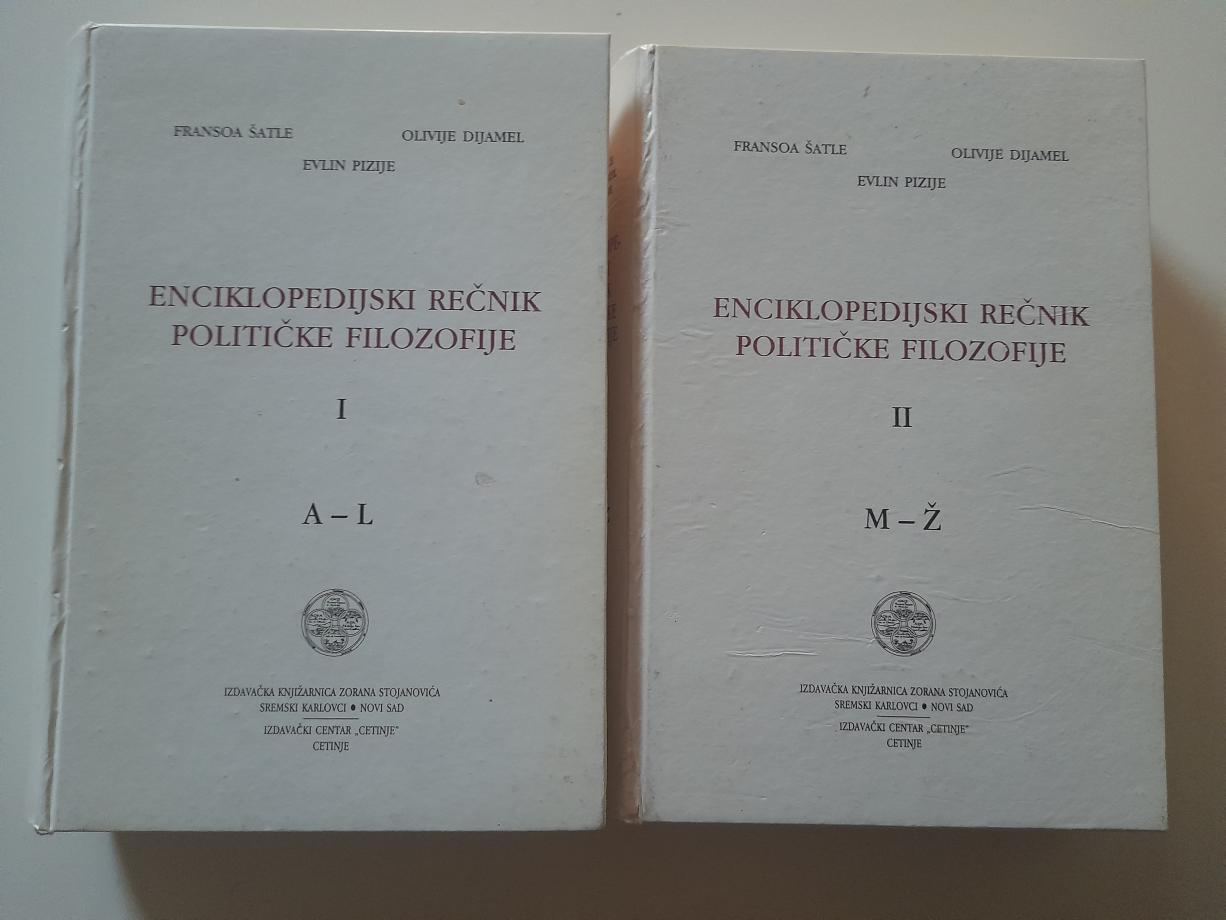 FRANSOA ŠATLE OLIVIJE DIJAMEL
EVLIN PIZIJE
ENCIKLOPEDIJSKI REČNIK
POLITIČKE FILOZOFIJE
I
A – L
IZDAVAČKA KNJIŽARNICA ZORANA STOJANOVIĆA
SREMSKI KARLOVCI • NOVI SAD
IZDAVAČKI CENTAR „CETINJE”
CETINJE
FRANSOA ŠATLE OLIVIJE DIJAMEL
EVLIN PIZIJE
ENCIKLOPEDIJSKI REČNIK
POLITIČKE FILOZOFIJE
II
M – Ž
IZDAVAČKA KNJIŽARNICA ZORANA STOJANOVIĆA
SREMSKI KARLOVCI • NOVI SAD
IZDAVAČKI CENTAR „CETINJE”
CETINJE